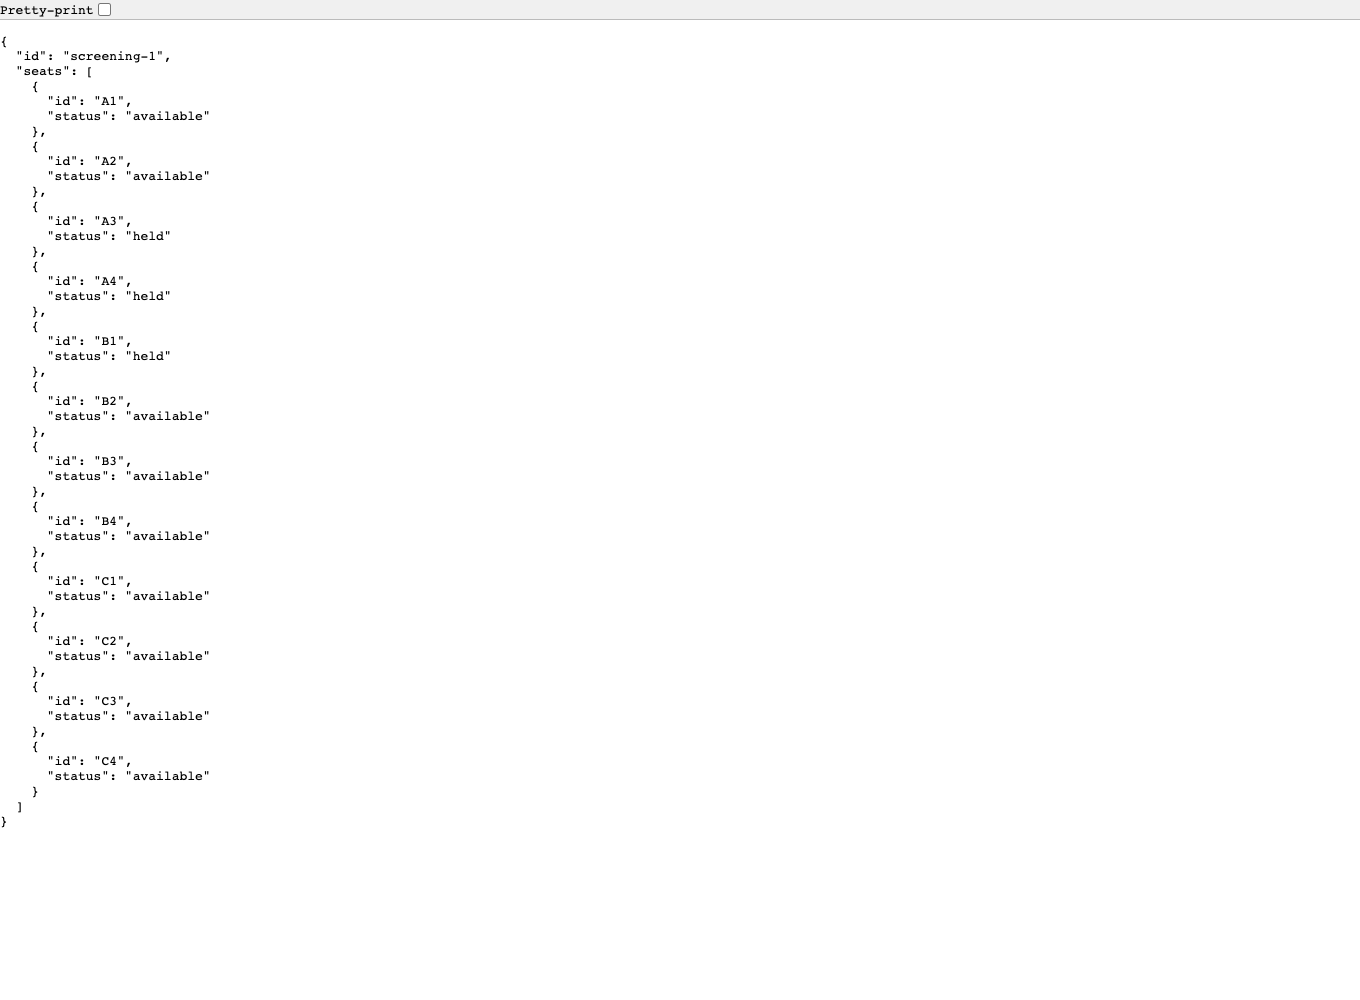 Pretty-print
{
  "id": "screening-1",
  "seats": [
    {
      "id": "A1",
      "status": "available"
    },
    {
      "id": "A2",
      "status": "available"
    },
    {
      "id": "A3",
      "status": "held"
    },
    {
      "id": "A4",
      "status": "held"
    },
    {
      "id": "B1",
      "status": "held"
    },
    {
      "id": "B2",
      "status": "available"
    },
    {
      "id": "B3",
      "status": "available"
    },
    {
      "id": "B4",
      "status": "available"
    },
    {
      "id": "C1",
      "status": "available"
    },
    {
      "id": "C2",
      "status": "available"
    },
    {
      "id": "C3",
      "status": "available"
    },
    {
      "id": "C4",
      "status": "available"
    }
  ]
}